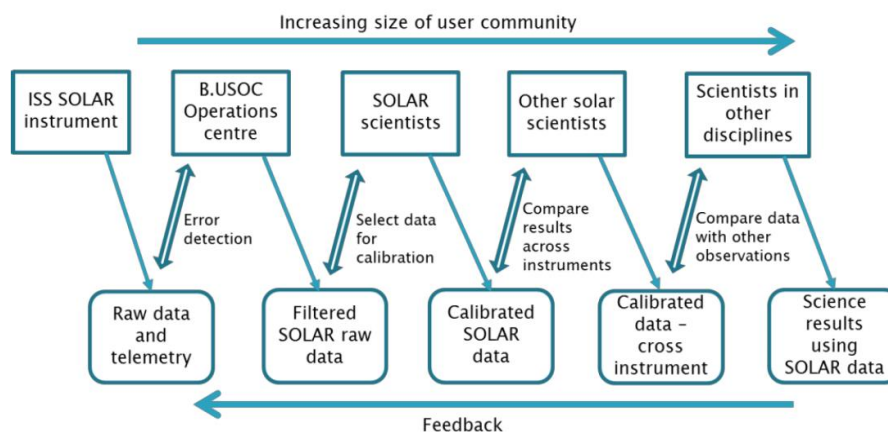 Increasing size of user community
ISS SOLAR
instrument
B.USOC
Operations
centre
SOLAR
scientists
Other solar
scientists
Scientists in
other
disciplines
Error
detection
Select data
for
calibration
Compare
results
across
instruments
Compare data
with other
observations
Raw data
and
telemetry
Filtered
SOLAR raw
data
Calibrated
SOLAR
data
Calibrated
data –
cross
instrument
Science
results
using
SOLAR data
Feedback